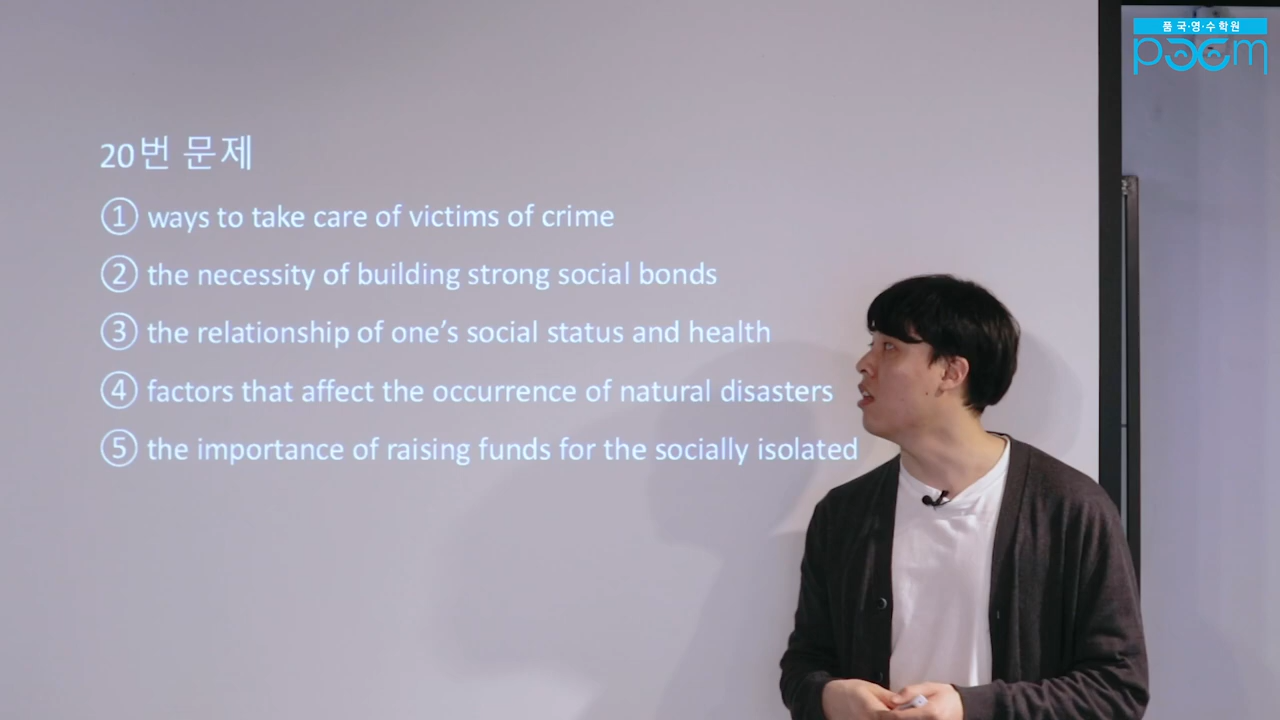 품 국·영·수 학원
poem
20번 문제
① ways to take care of victims of crime
② the necessity of building strong social bonds
③ the relationship of one’s social status and health
④ factors that affect the occurrence of natural disasters
⑤ the importance of raising funds for the socially isolated